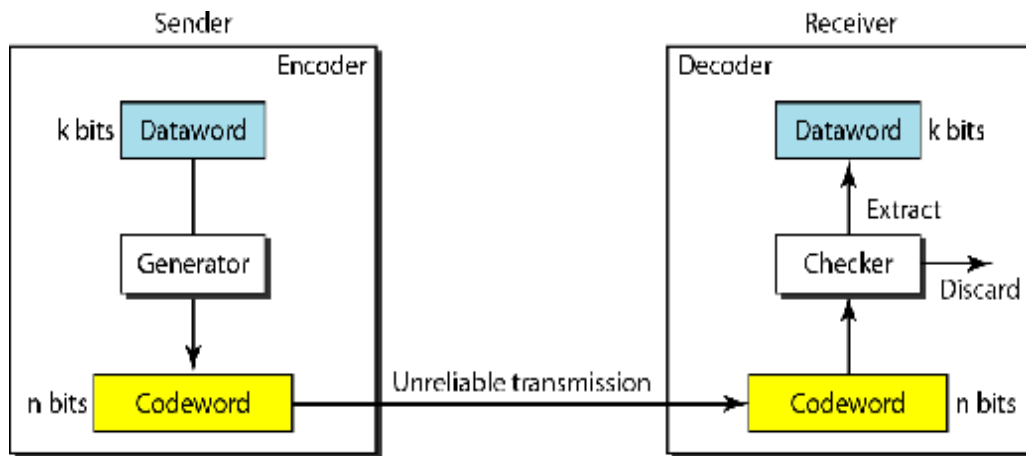 Sender
Receiver
Encoder
Decoder
k bits
Dataword
Dataword
k bits
Extract
Generator
Checker
Discard
Unreliable transmission
n bits
Codeword
Codeword
n bits